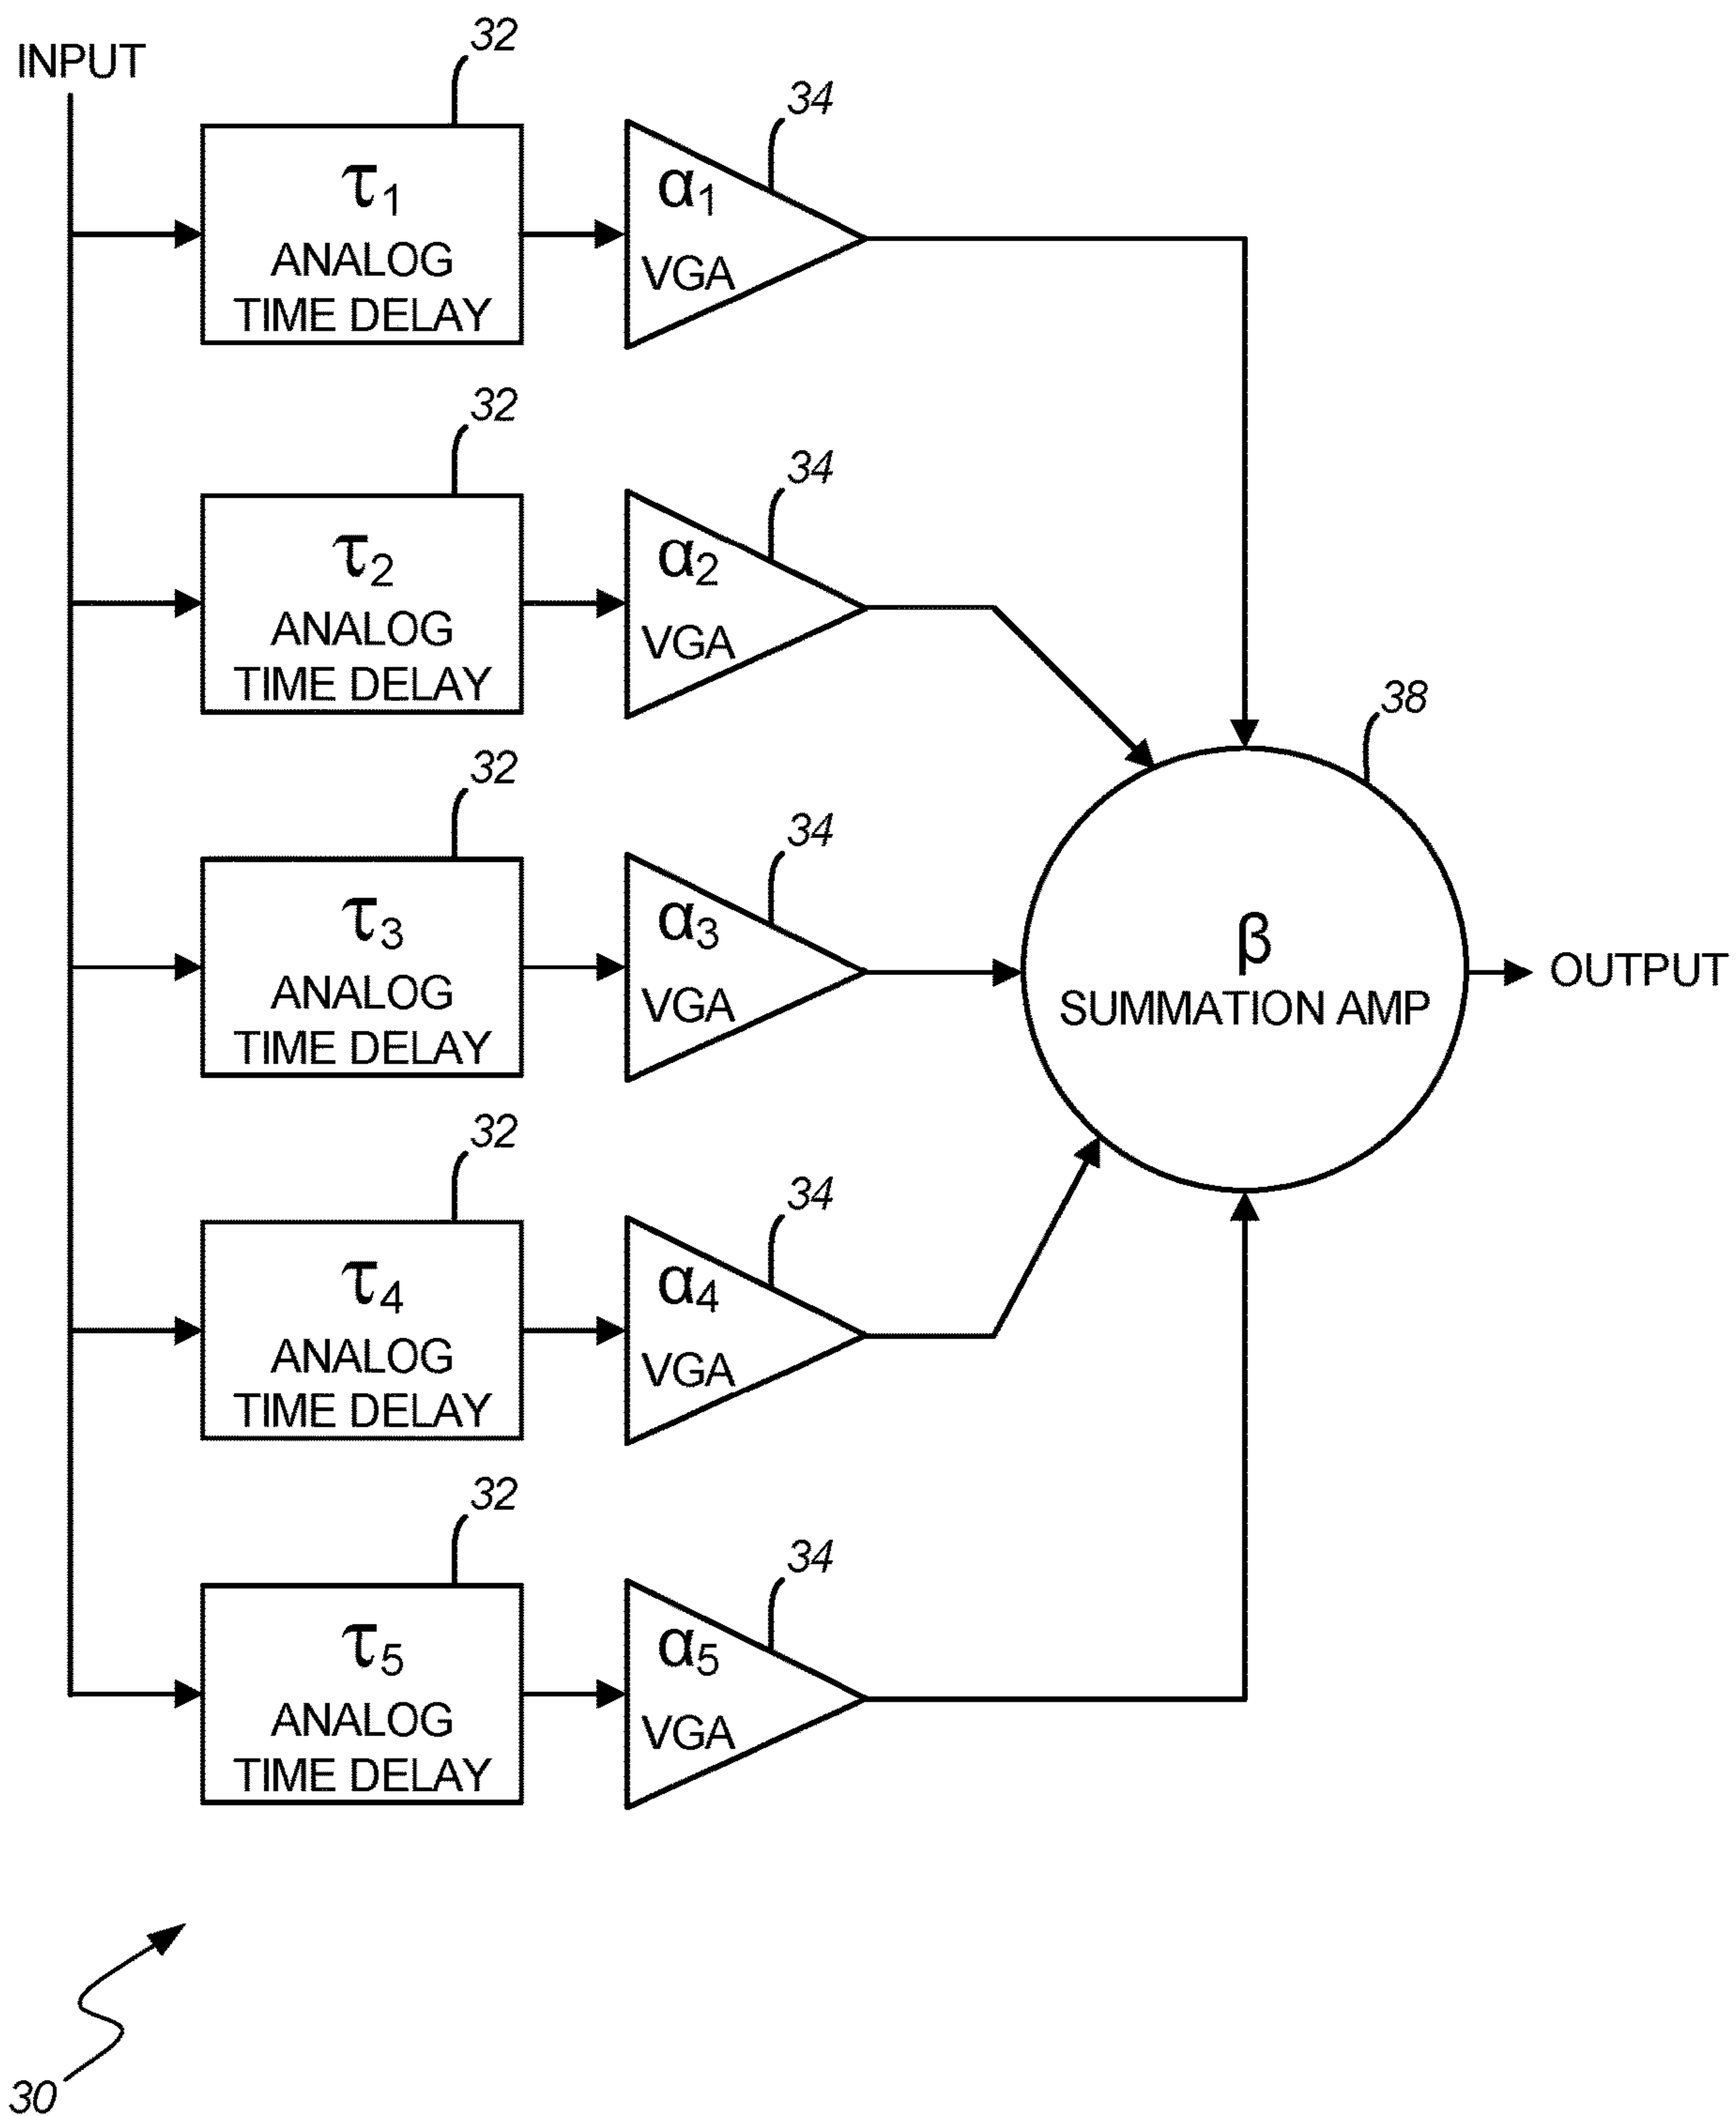 INPUT
32
34
τ1
ANALOG
TIME DELAY
α1
VGA
32
34
τ2
ANALOG
TIME DELAY
α2
VGA
38
32
34
τ3
ANALOG
TIME DELAY
α3
VGA
β
SUMMATION AMP
OUTPUT
32
34
τ4
ANALOG
TIME DELAY
α4
VGA
32
34
τ5
ANALOG
TIME DELAY
α5
VGA
30